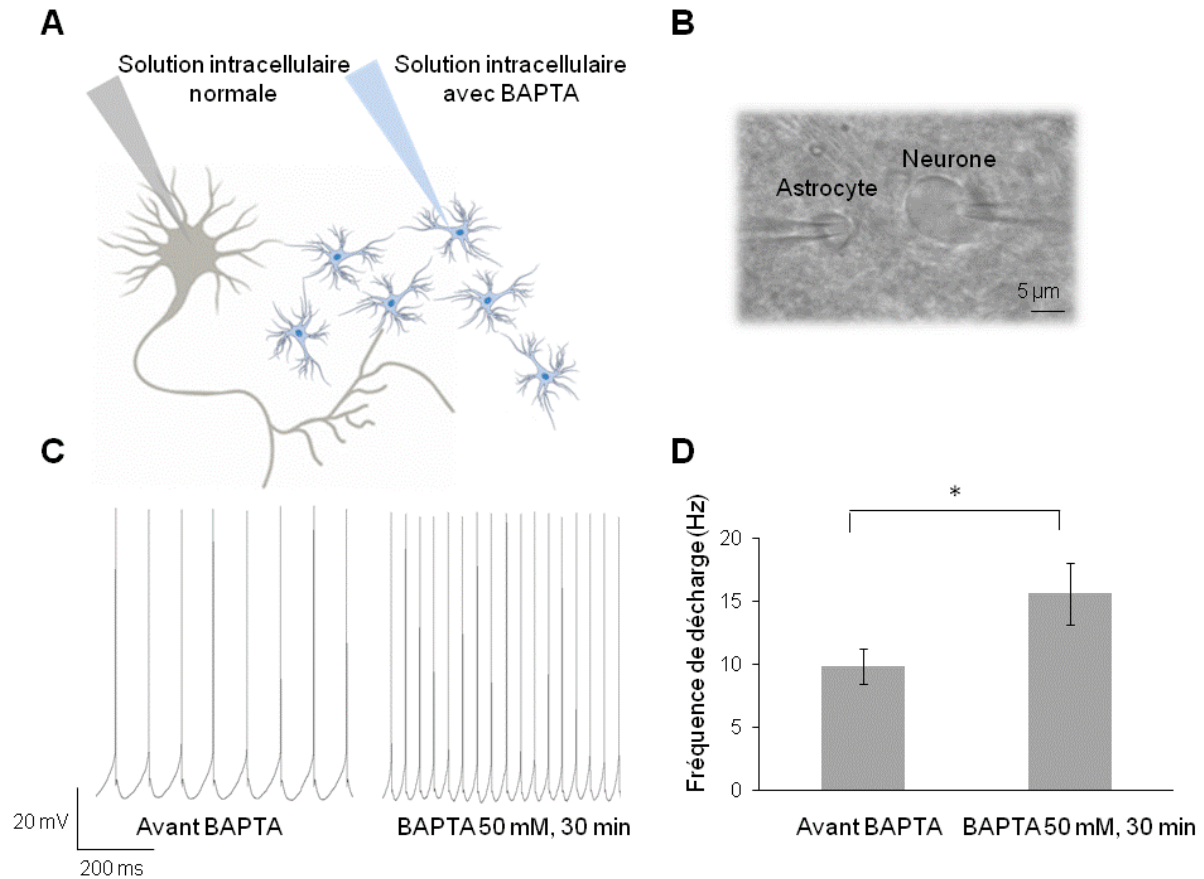 A
Solution intracellulaire
normale
Solution intracellulaire
avec BAPTA
B
Neurone
Astrocyte
5 µm
C
20 mV
200 ms
Avant BAPTA
BAPTA 50 mM, 30 min
D
*
Fréquence de décharge (Hz)
20
15
10
5
0
Avant BAPTA
BAPTA 50 mM, 30 min